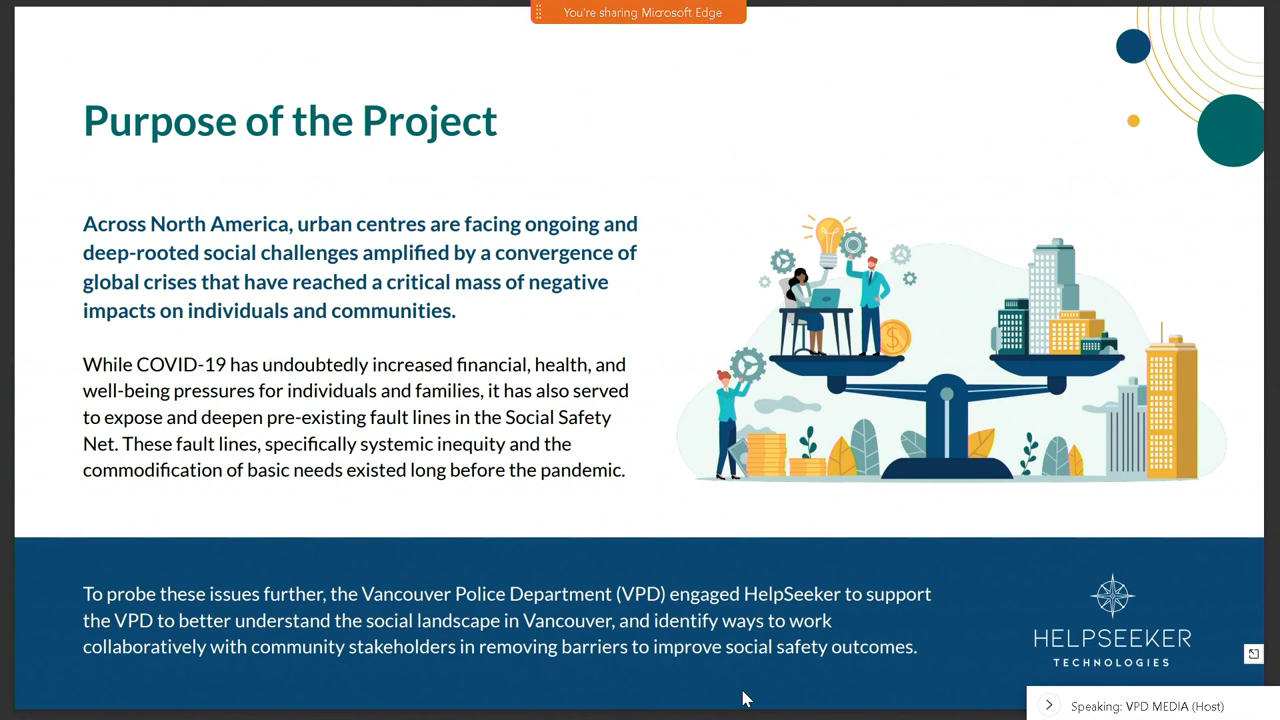 You're sharing Microsoft Edge
Purpose of the Project
Across North America, urban centres are facing ongoing and
deep-rooted social challenges amplified by a convergence of
global crises that have reached a critical mass of negative
impacts on individuals and communities.
While COVID-19 has undoubtedly increased financial, health, and
well-being pressures for individuals and families, it has also served
to expose and deepen pre-existing fault lines in the Social Safety
Net. These fault lines, specifically systemic inequity and the
commodification of basic needs existed long before the pandemic.
$
To probe these issues further, the Vancouver Police Department (VPD) engaged HelpSeeker to support
the VPD to better understand the social landscape in Vancouver, and identify ways to work
collaboratively with community stakeholders in removing barriers to improve social safety outcomes.
HELPSEEKER
TECHNOLOGIES
Speaking: VPD MEDIA (Host)